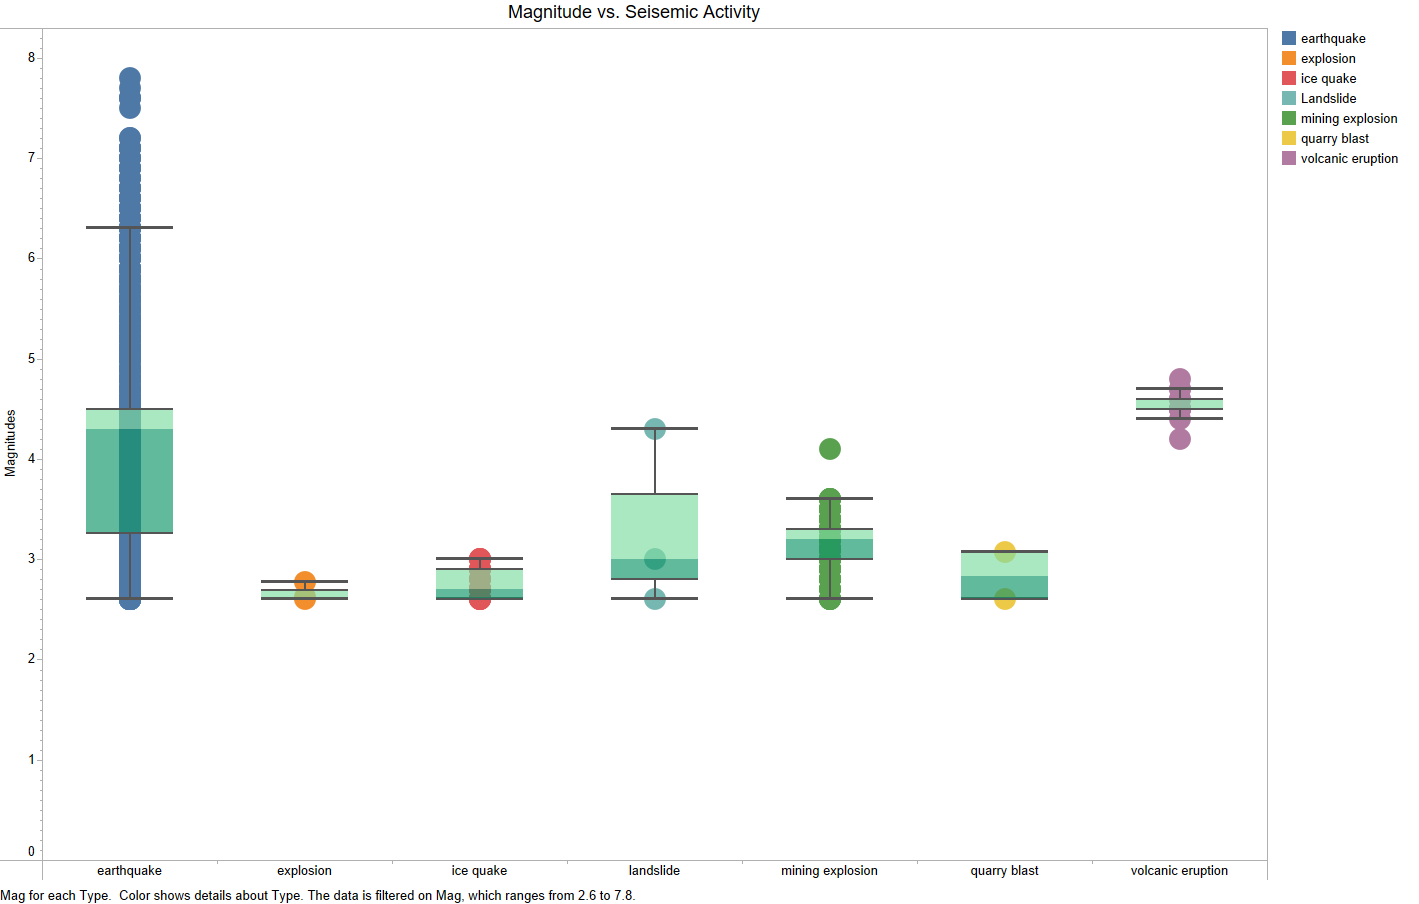 Magnitude vs. Seisemic Activity
earthquake
explosion
ice quake
Landslide
mining explosion
quarry blast
volcanic eruption
8
7
6
5
4
3
2
1
0
Magnitudes
earthquake explosion ice quake landslide mining explosion quarry blast volcanic eruption
Mag for each Type.  Color shows details about Type. The data is filtered on Mag, which ranges from 2.6 to 7.8.